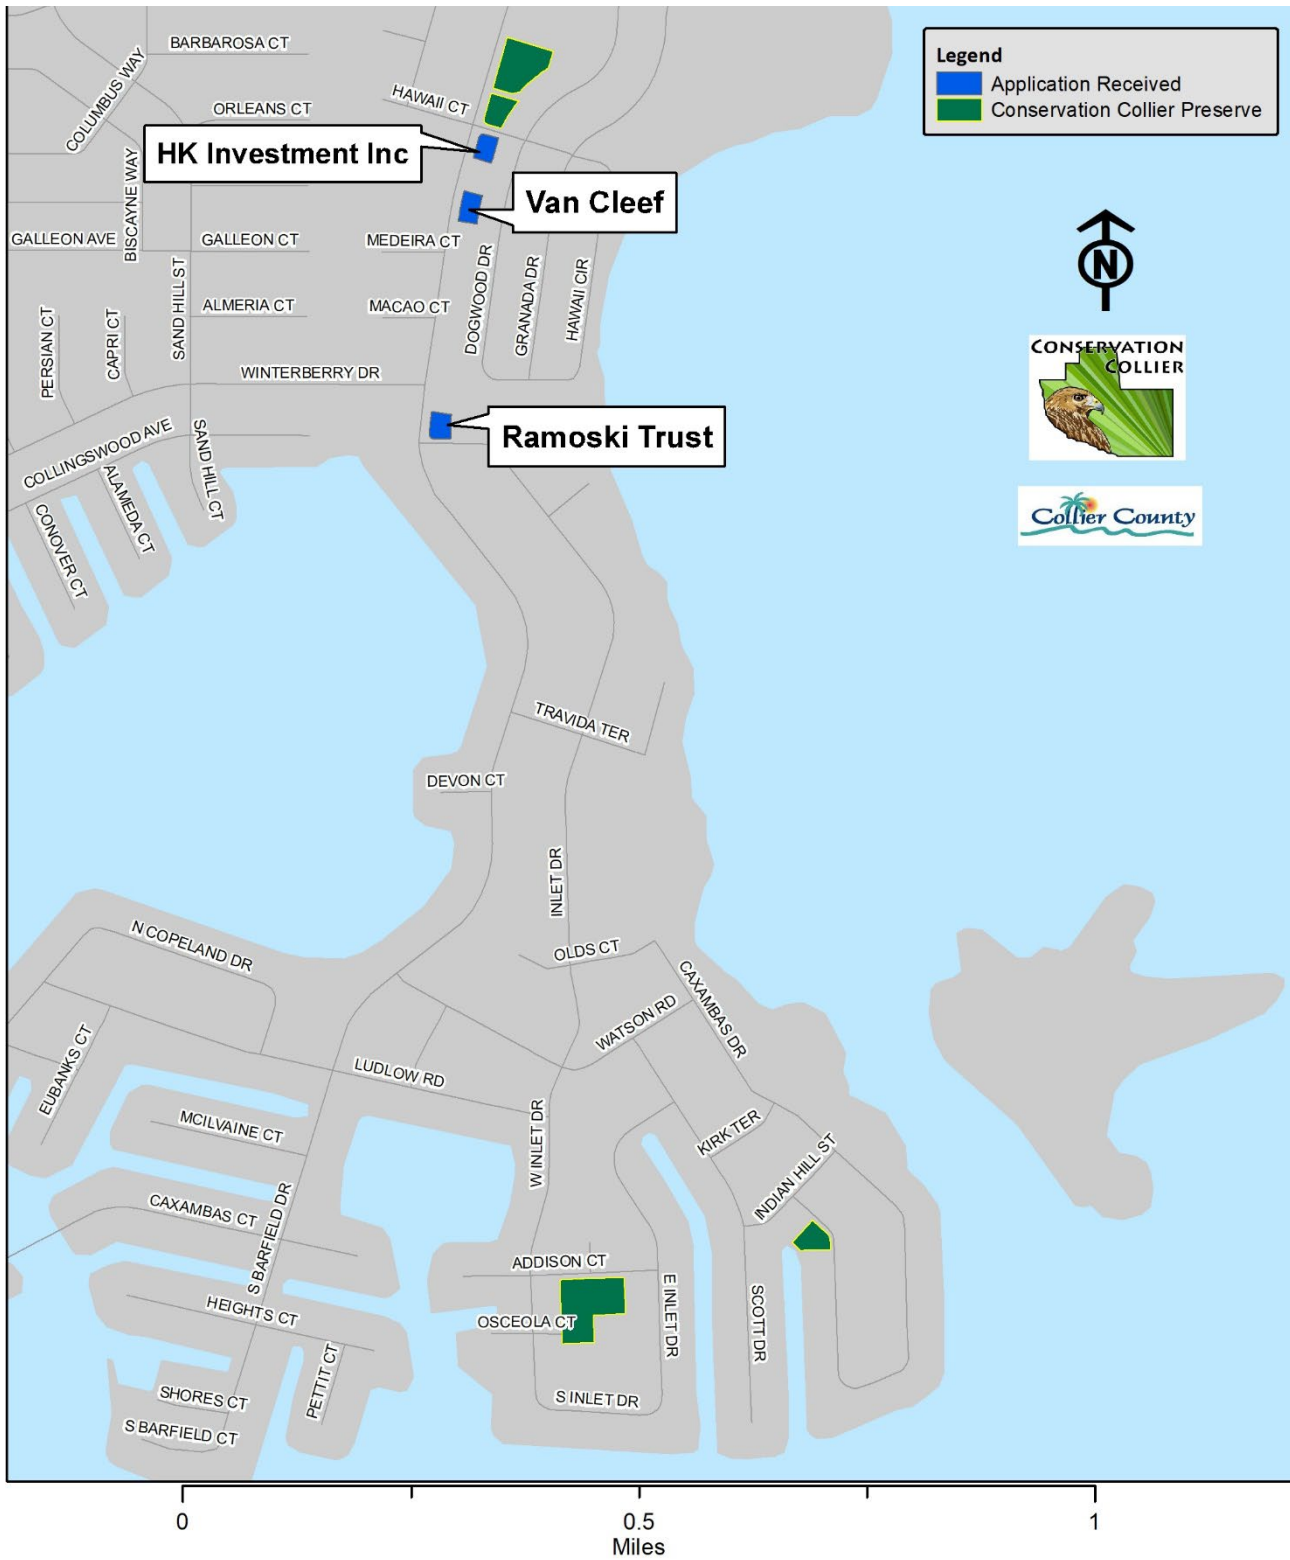 Legend
Application Received
Conservation Collier Preserve
BARBAROSA CT
COLUMBUS WAY
ORLEANS CT
HAWAII CT
HK Investment Inc
Van Cleef
BISCAYNE WAY
GALLEON AVE
GALLEON CT
MEDEIRA CT
DOGWOOD DR
GRANADA DR
HAWAII CIR
N
SAND HILL ST
ALMERIA CT
MACAO CT
PERSIAN CT
CAPRI CT
WINTERBERRY DR
CONSERVATION
COLLIER
Ramoski Trust
COLLINGSWOOD AVE
SAND HILL CT
ALAMEDA CT
CONOVER CT
Collier County
TRAVIDA TER
DEVON CT
INLET DR
N COPELAND DR
OLDS CT
CAXAMBAS DR
WATSON RD
EUBANKS CT
LUDLOW RD
MCILVAINE CT
W INLET DR
KIRK TER
INDIAN HILL ST
CAXAMBAS CT
S BARFIELD DR
ADDISON CT
HEIGHTS CT
OSCEOLA CT
E INLET DR
SCOTT DR
PETTIT CT
SHORES CT
S INLET DR
S BARFIELD CT
0
0.5
1
Miles